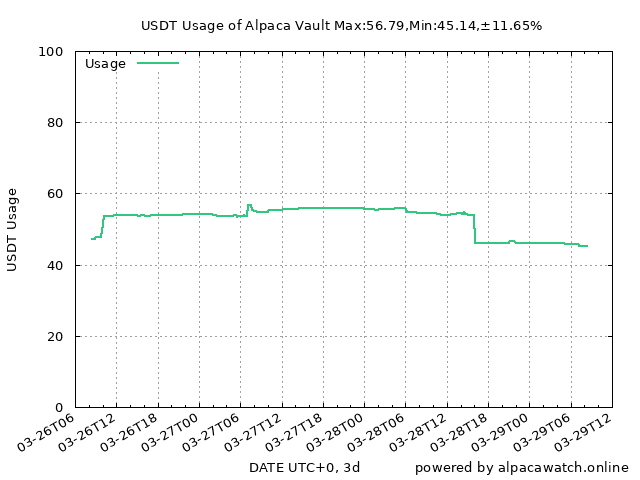 USDT Usage of Alpaca Vault Max:56.79,Min:45.14,±11.65%
Usage
100
80
60
40
20
0
USDT Usage
03-26T06
03-26T12
03-26T18
03-27T00
03-27T06
03-27T12
03-27T18
03-28T00
03-28T06
03-28T12
03-28T18
03-29T00
03-29T06
03-29T12
DATE UTC+0, 3d
powered by alpacawatch.online